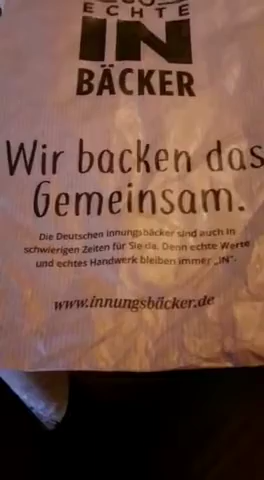 ECHTE
IN
BÄCKER
Wir backen das
Gemeinsam.
Die Deutschen Innungsbäcker sind auch in
schwierigen Zeiten für Sie da. Denn echte Werte
und echtes Handwerk bleiben immer „IN“.
www.innungsbäcker.de